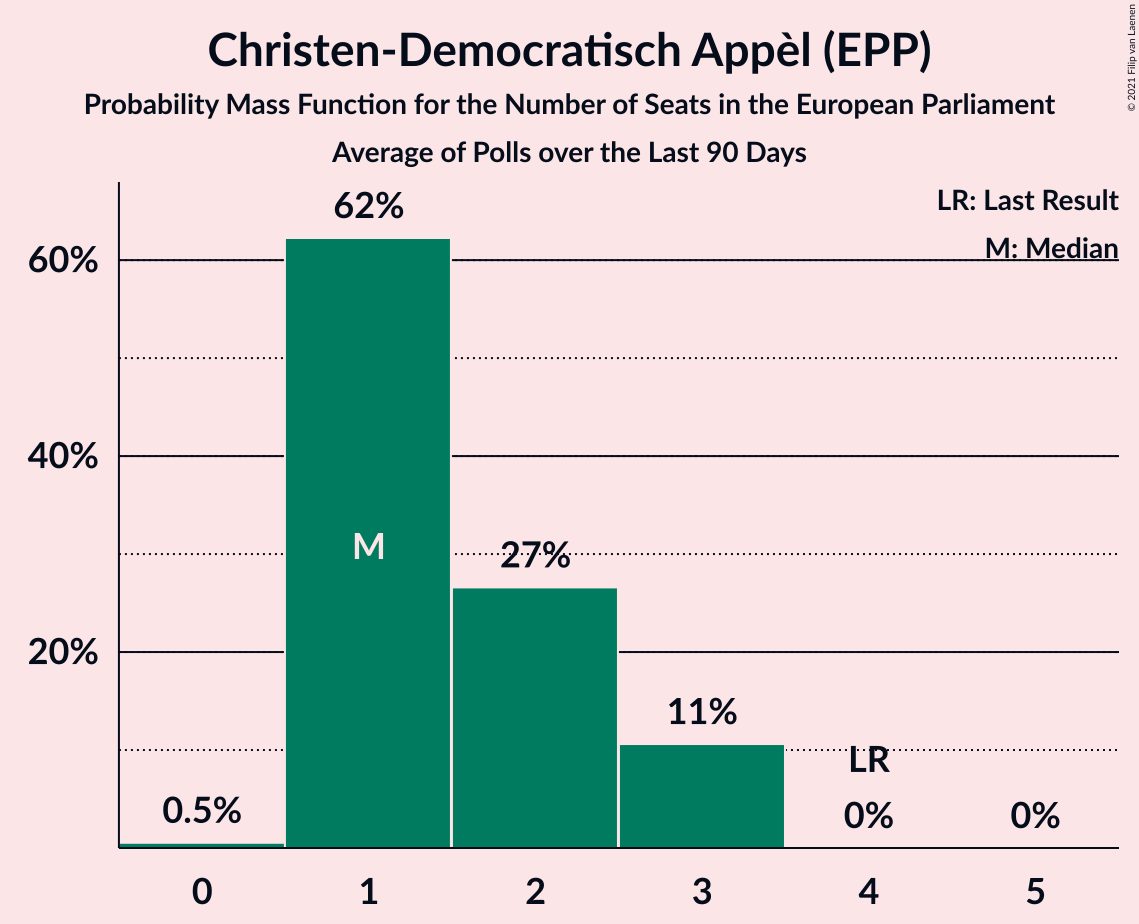 Christen-Democratisch Appèl (EPP)
Probability Mass Function for the Number of Seats in the European Parliament
Average of Polls over the Last 90 Days
© 2021 Filip van Laenen
LR: Last Result
M: Median
62%
60%
40%
M
27%
20%
11%
LR
0.5%
0%
0%
0
1
2
3
4
5